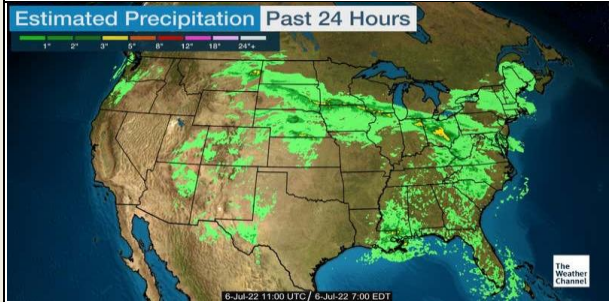 Estimated Precipitation Past 24 Hours
1" 2" 3" 5" 8" 12" 18" 24"+
The
Weather
Channel
6-Jul-22 11:00 UTC / 6-Jul-22 7:00 EDT